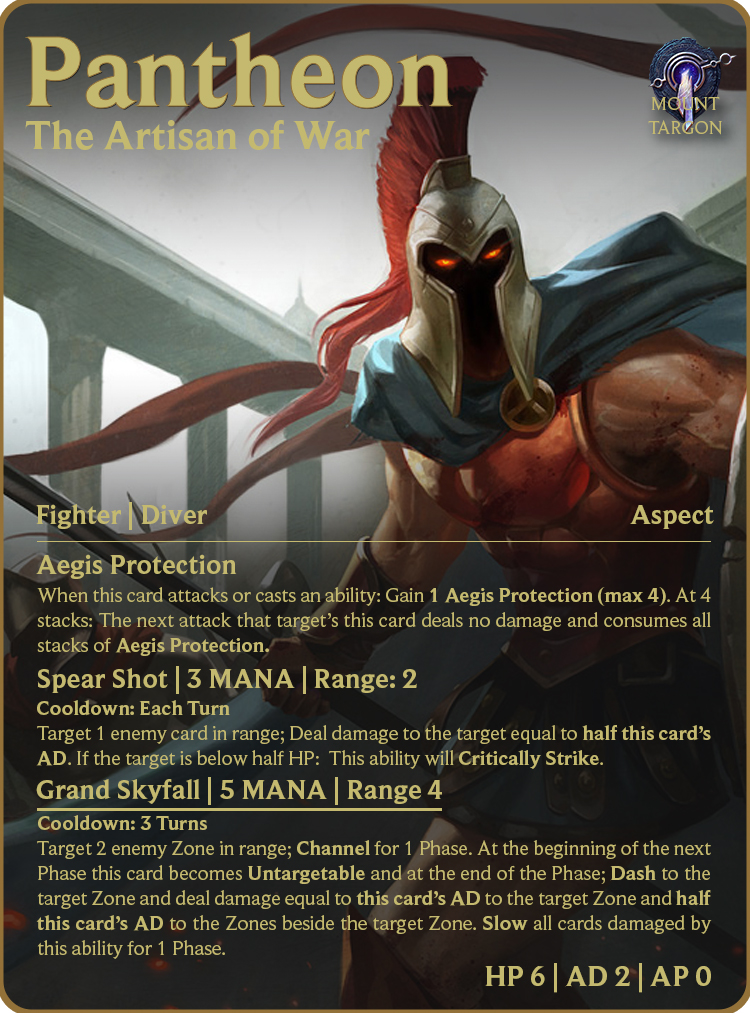 Pantheon
The Artisan of War
MOUNT
TARGON
Fighter | Diver
Aspect
Aegis Protection
When this card attacks or casts an ability: Gain 1 Aegis Protection (max 4). At 4
stacks: The next attack that target's this card deals no damage and consumes all
stacks of Aegis Protection.
Spear Shot | 3 MANA | Range: 2
Cooldown: Each Turn
Target 1 enemy card in range; Deal damage to the target equal to half this card's
AD. If the target is below half HP: This ability will Critically Strike.
Grand Skyfall | 5 MANA | Range 4
Cooldown: 3 Turns
Target 2 enemy Zone in range; Channel for 1 Phase. At the beginning of the next
Phase this card becomes Untargetable and at the end of the Phase; Dash to the
target Zone and deal damage equal to this card's AD to the target Zone and half
this card's AD to the Zones beside the target Zone. Slow all cards damaged by
this ability for 1 Phase.
HP 6 | AD 2 | AP 0